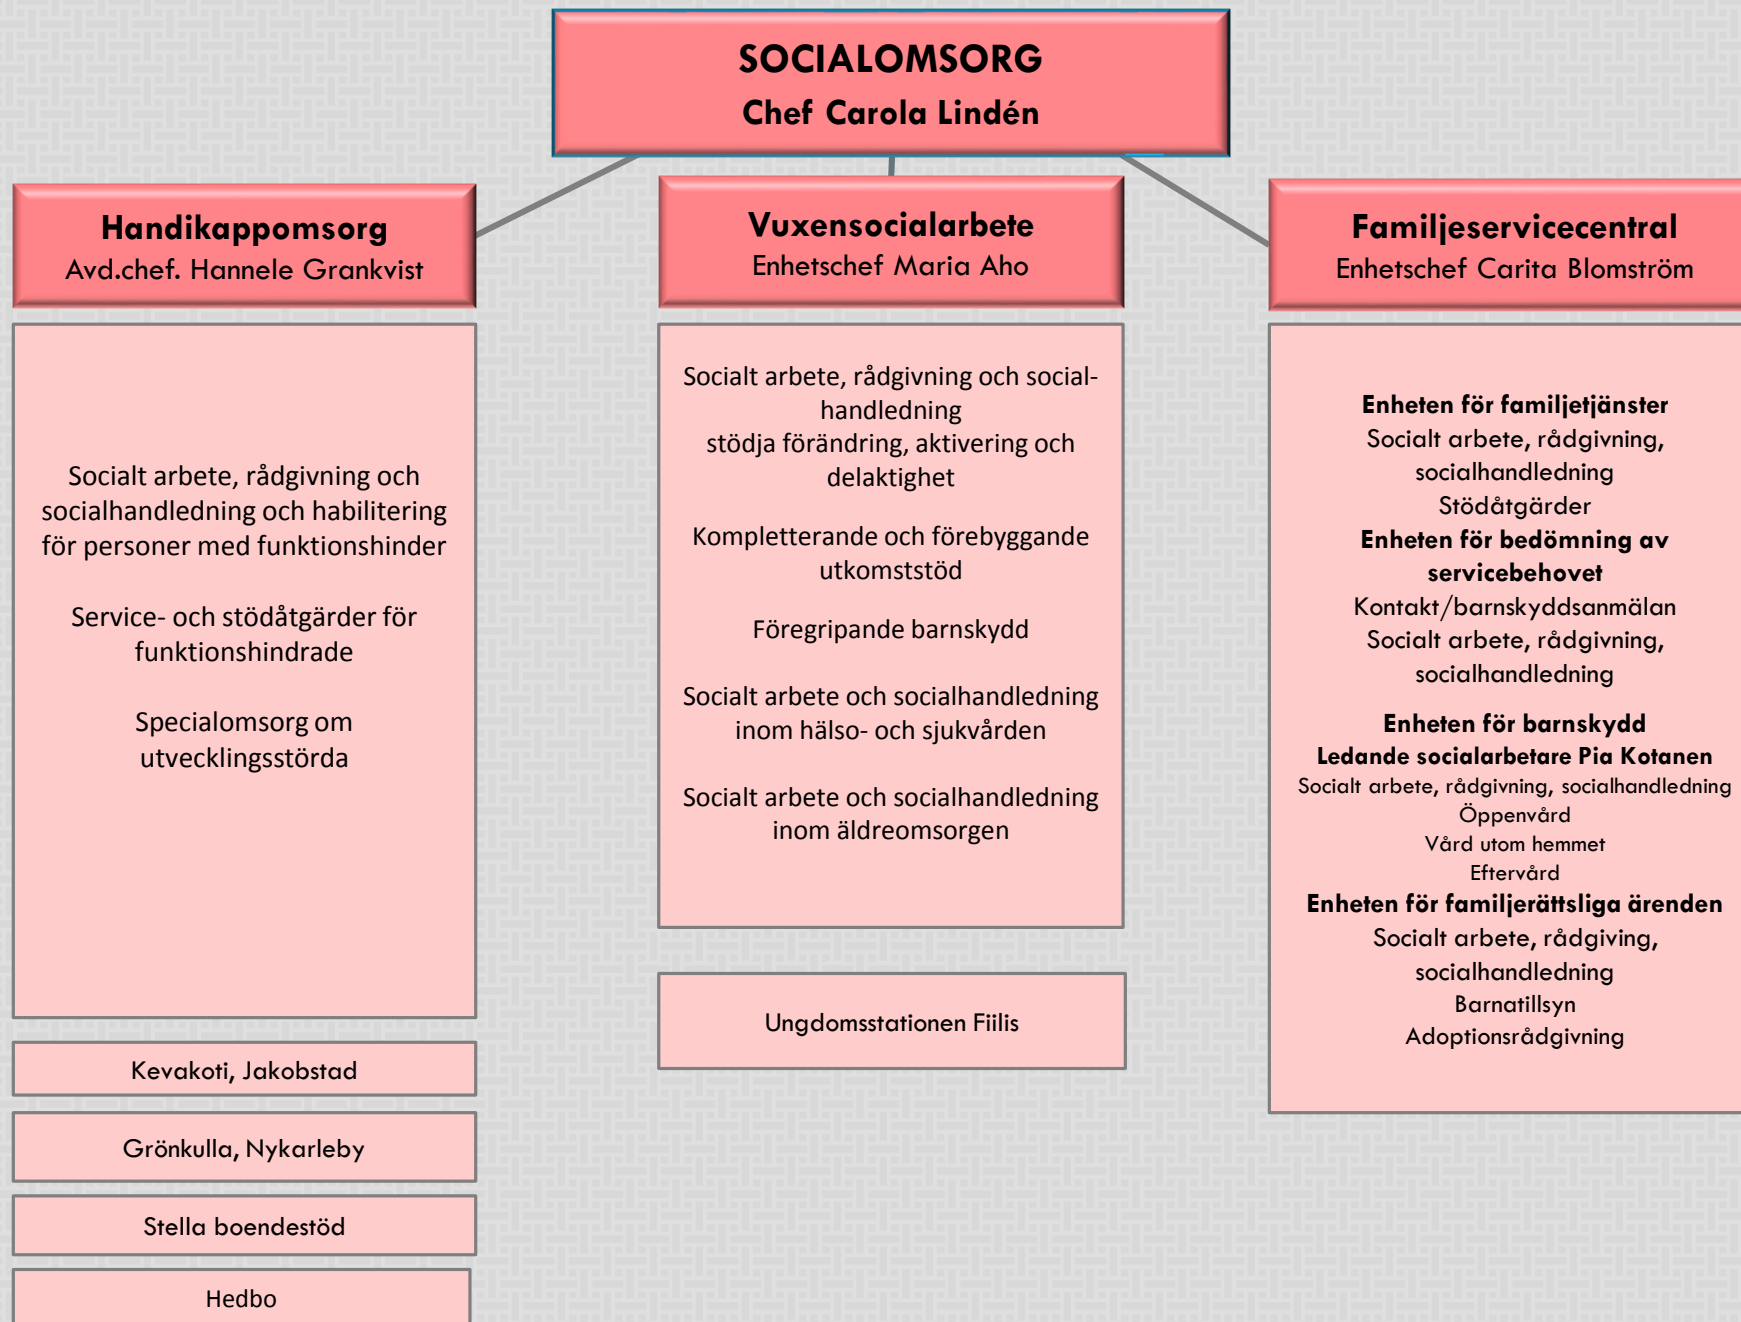 SOCIALOMSORG
Chef Carola Lindén
Handikappomsorg
Avd.chef. Hannele Grankvist
Socialt arbete, rådgivning och
socialhandledning och habilitering
för personer med funktionshinder
Service- och stödåtgärder för
funktionshindrade
Specialomsorg om
utvecklingsstörda
Kevakoti, Jakobstad
Grönkulla, Nykarleby
Stella boendestöd
Hedbo
Vuxensocialarbete
Enhetschef Maria Aho
Socialt arbete, rådgivning och social-
handledning
stödja förändring, aktivering och
delaktighet
Kompletterande och förebyggande
utkomststöd
Föregripande barnskydd
Socialt arbete och socialhandledning
inom hälso- och sjukvården
Socialt arbete och socialhandledning
inom äldreomsorgen
Ungdomsstationen Fiilis
Familjeservicecentral
Enhetschef Carita Blomström
Enheten för familjetjänster
Socialt arbete, rådgivning,
socialhandledning
Stödåtgärder
Enheten för bedömning av
servicebehovet
Kontakt/barnskyddsanmälan
Socialt arbete, rådgivning,
socialhandledning
Enheten för barnskydd
Ledande socialarbetare Pia Kotanen
Socialt arbete, rådgivning, socialhandledning
Öppenvård
Vård utom hemmet
Eftervård
Enheten för familjerättsliga ärenden
Socialt arbete, rådgiving,
socialhandledning
Barnatillsyn
Adoptionsrådgivning